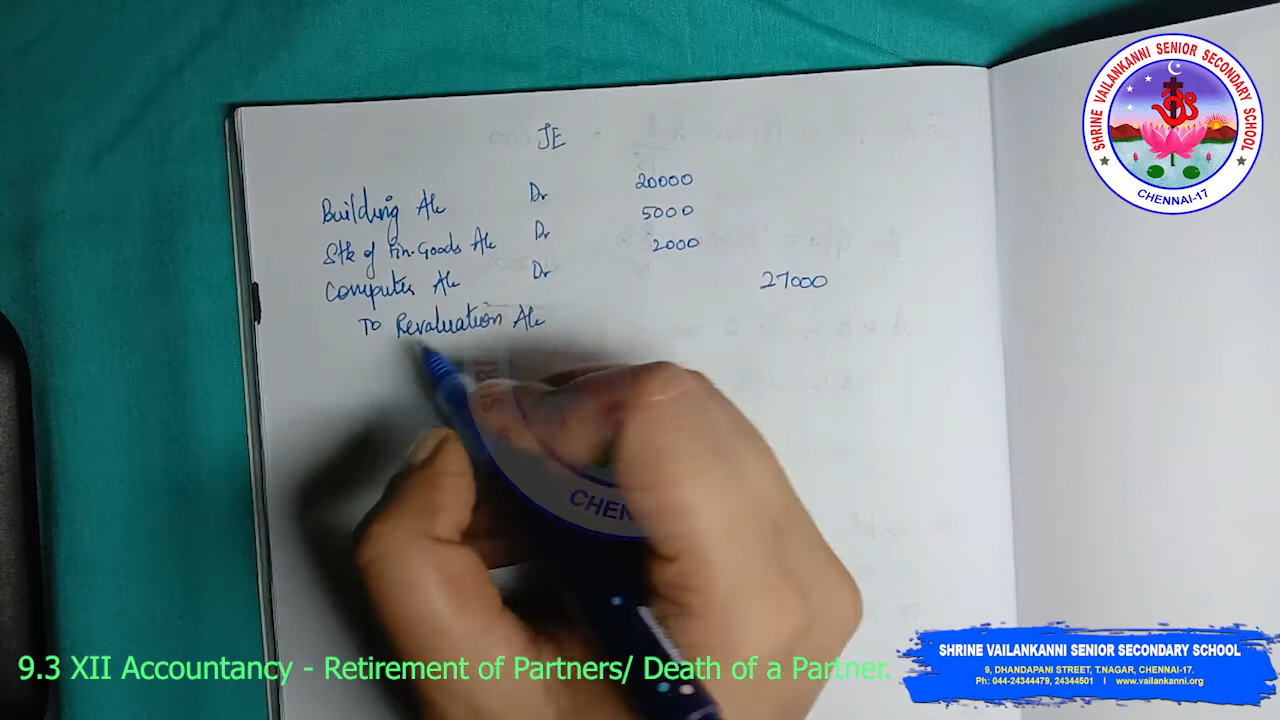 JE
Building A/c Dr 20000
Stk of Fin. Goods A/c Dr 5000
Computer A/c Dr 2000
To Revaluation A/c 27000
SHRINE VAILANKANNI SENIOR SECONDARY SCHOOL
CHENNAI-17
CHEN
9.3 XII Accountancy - Retirement of Partners/ Death of a Partner.
SHRINE VAILANKANNI SENIOR SECONDARY SCHOOL
9, DHANDAPANI STREET, T.NAGAR, CHENNAI-17.
Ph: 044-24344479, 24344501 I www.vailankanni.org